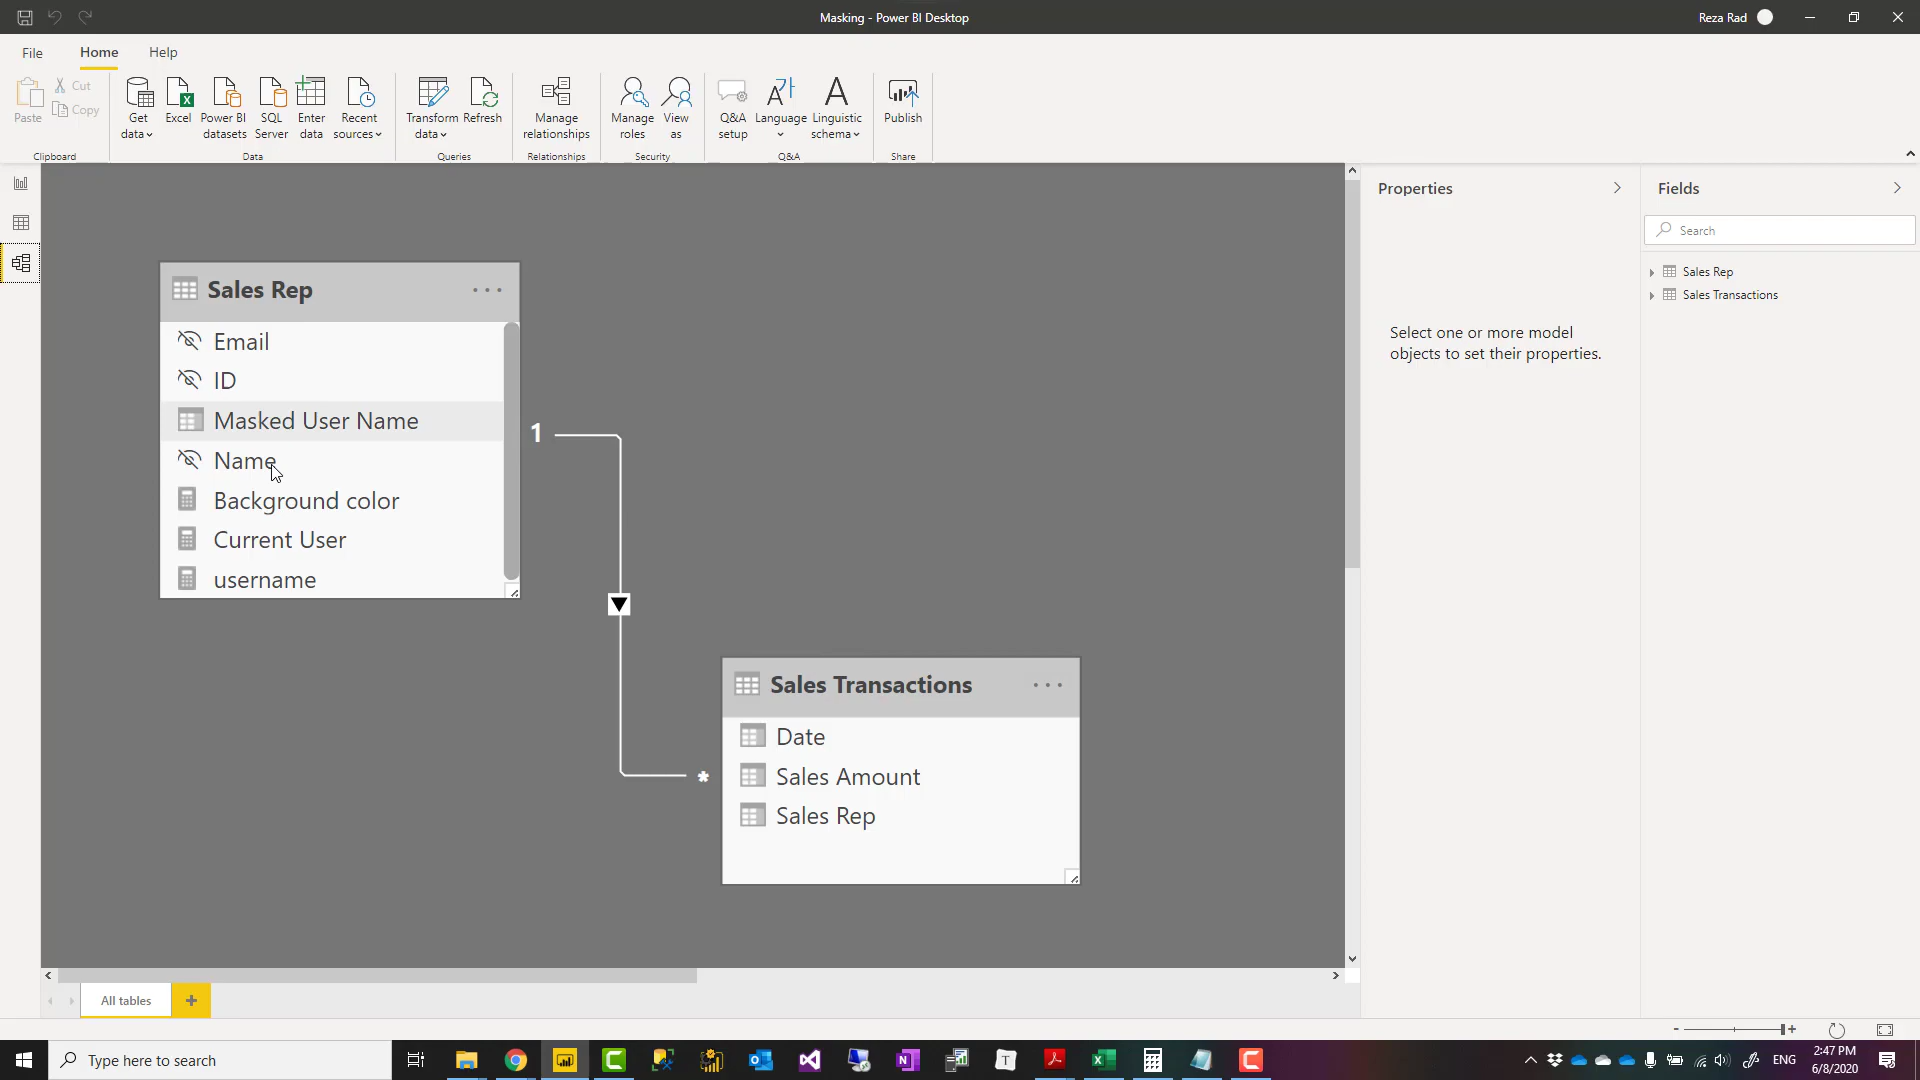 Masking - Power BI Desktop
Reza Rad
File
Home
Help
Paste
Cut
Copy
Get
data
Excel
Power BI
datasets
SQL
Server
Enter
data
Recent
sources
Transform
data
Refresh
Manage
relationships
Manage
roles
View
as
Q&A
setup
Language
Linguistic
schema
Publish
Clipboard
Data
Queries
Relationships
Security
Q&A
Share
Sales Rep
Email
ID
Masked User Name
Name
Background color
Current User
username
1
*
Sales Transactions
Date
Sales Amount
Sales Rep
Properties
Select one or more model
objects to set their properties.
Fields
Search
Sales Rep
Sales Transactions
All tables
Type here to search
ENG
2:47 PM
6/8/2020